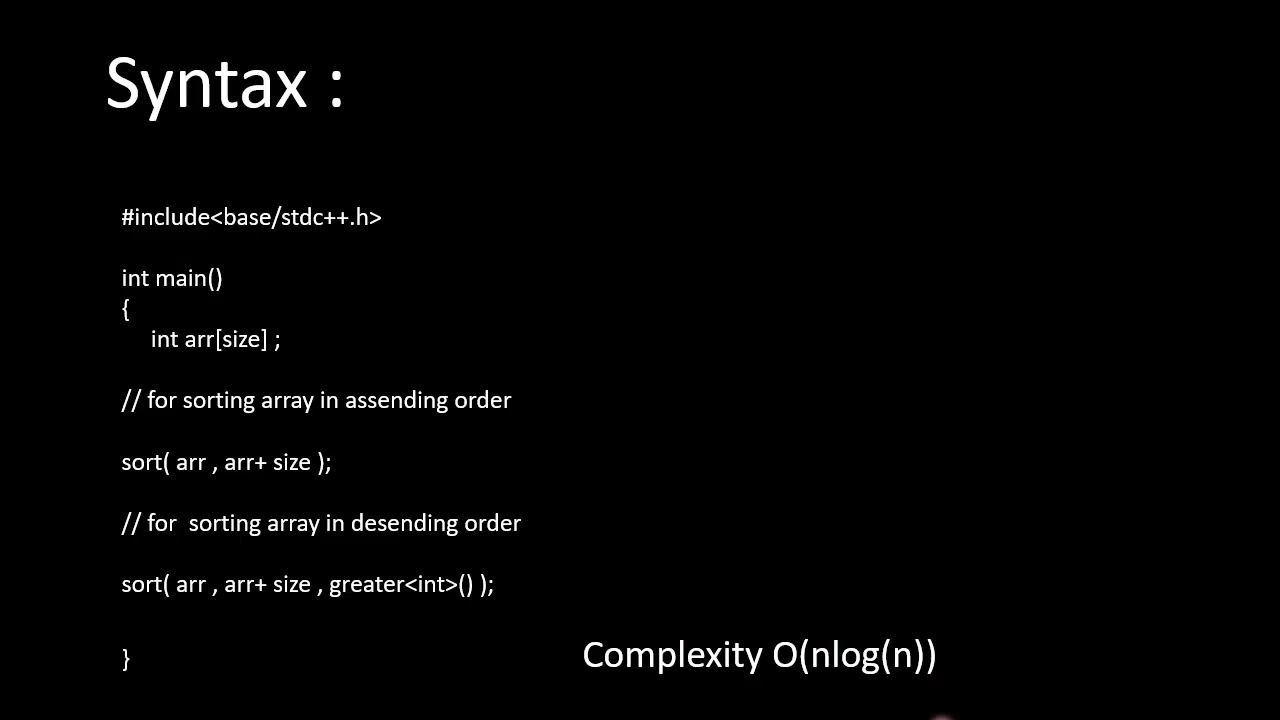 Syntax :
#include<base/stdc++.h>
int main()
{
int arr[size] ;
// for sorting array in assending order
sort( arr , arr+ size );
// for  sorting array in desending order
sort( arr , arr+ size , greater<int>() );
}
Complexity O(nlog(n))